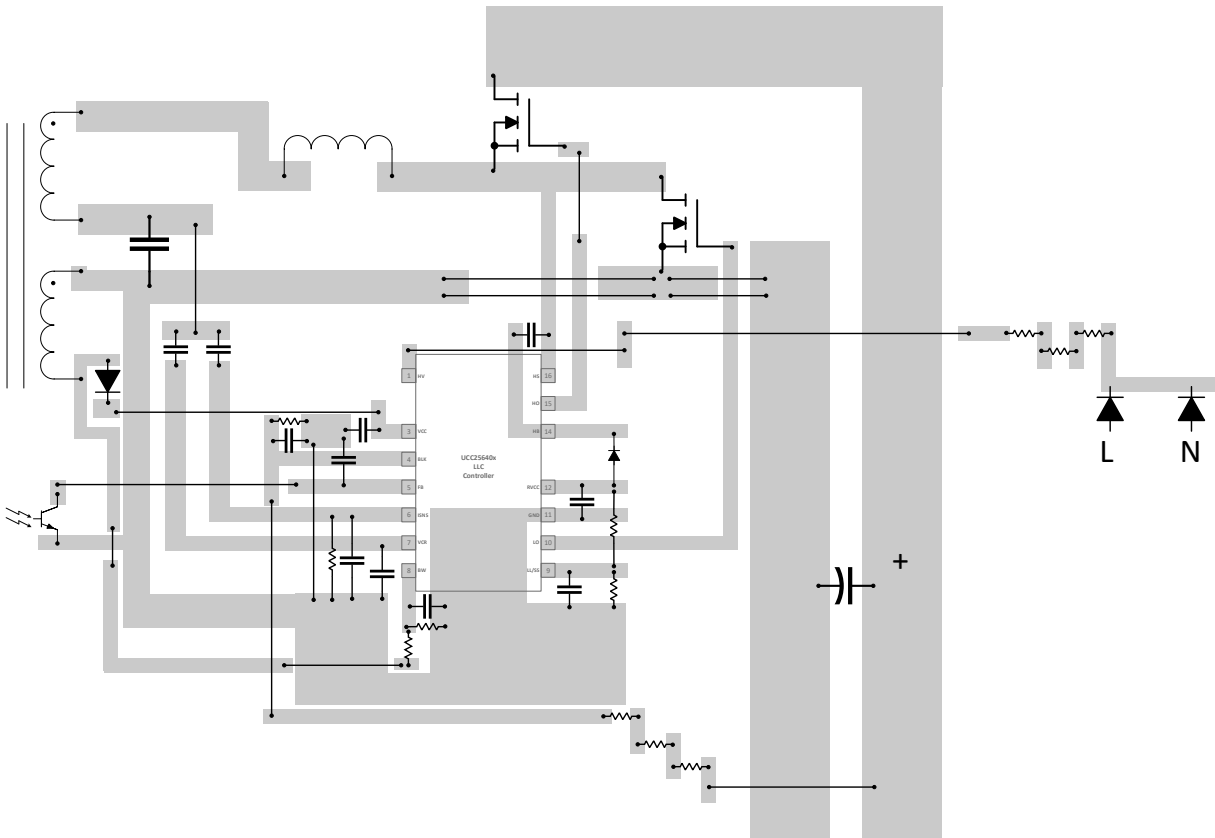 +
L
N
1 HV
HS 16
HO 15
3 VCC
HB 14
4 BLK
UCC25640x
LLC
Controller
5 FB
RVCC 12
6 ISNS
GND 11
7 VCR
LO 10
8 BW
LL/SS 9